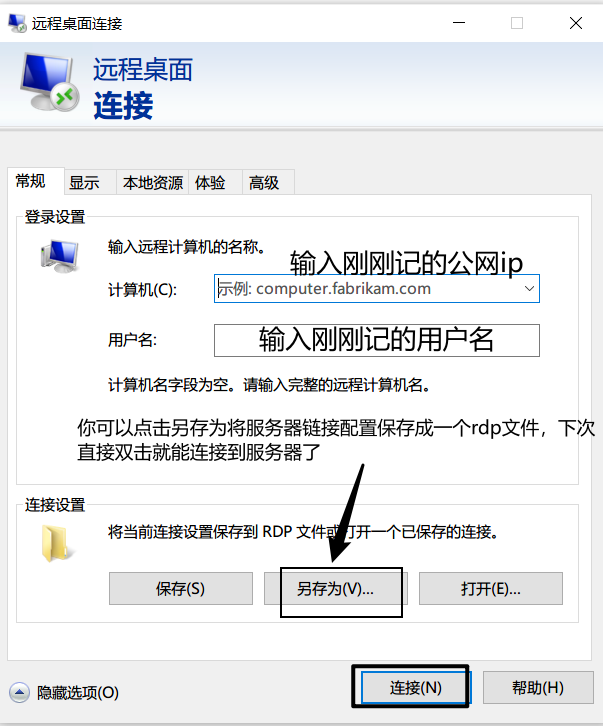 远程桌面连接
远程桌面
连接
常规 显示 本地资源 体验 高级
登录设置
输入远程计算机的名称。
输入刚刚记的公网ip
计算机(C): 示例: computer.fabrikam.com
用户名: 输入刚刚记的用户名
计算机名字段为空。请输入完整的远程计算机名。
你可以点击另存为将服务器链接配置保存成一个rdp文件，下次
直接双击就能连接到服务器了
连接设置
将当前连接设置保存到 RDP 文件或打开一个已保存的连接。
保存(S) 另存为(V)... 打开(E)...
隐藏选项(O) 连接(N) 帮助(H)